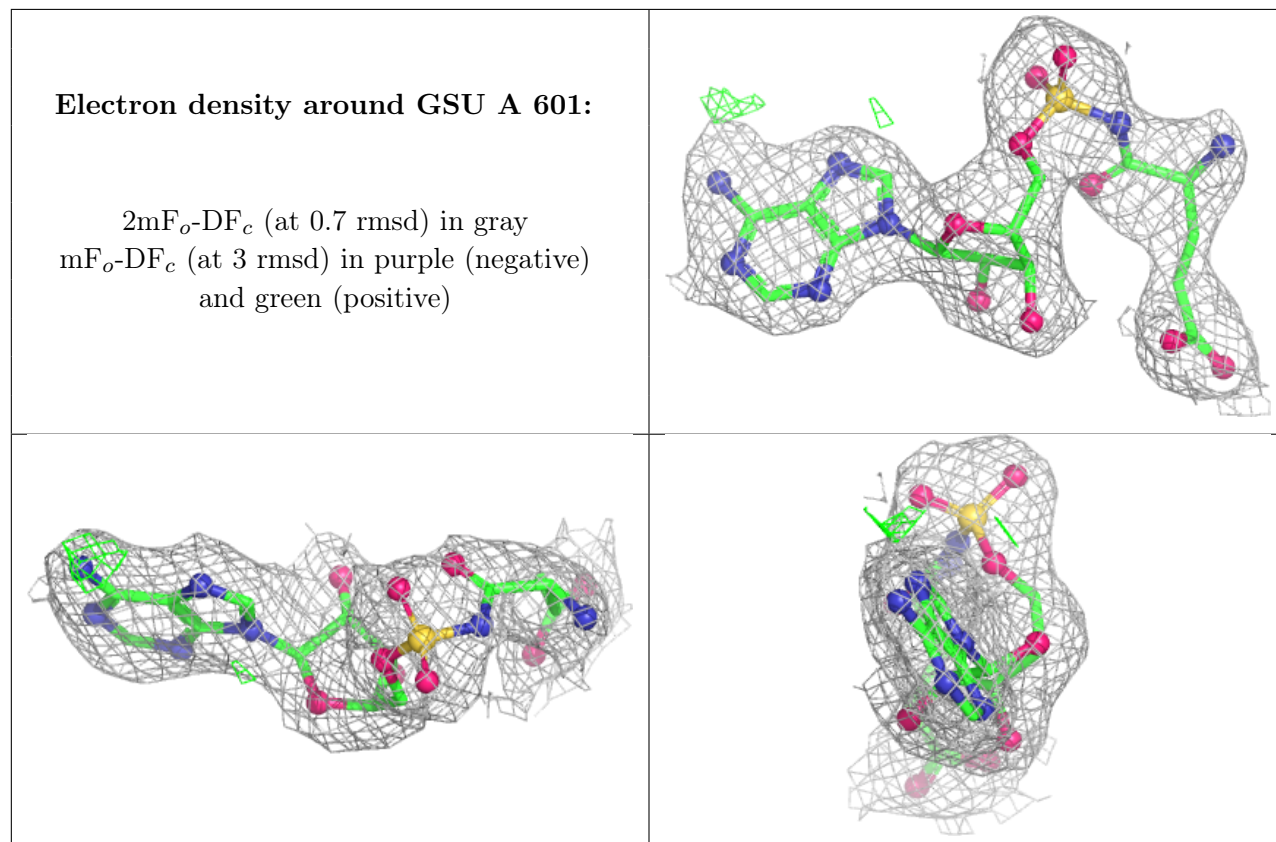 Electron density around GSU A 601:
2mFo-DFc (at 0.7 rmsd) in gray
mFo-DFc (at 3 rmsd) in purple (negative)
and green (positive)